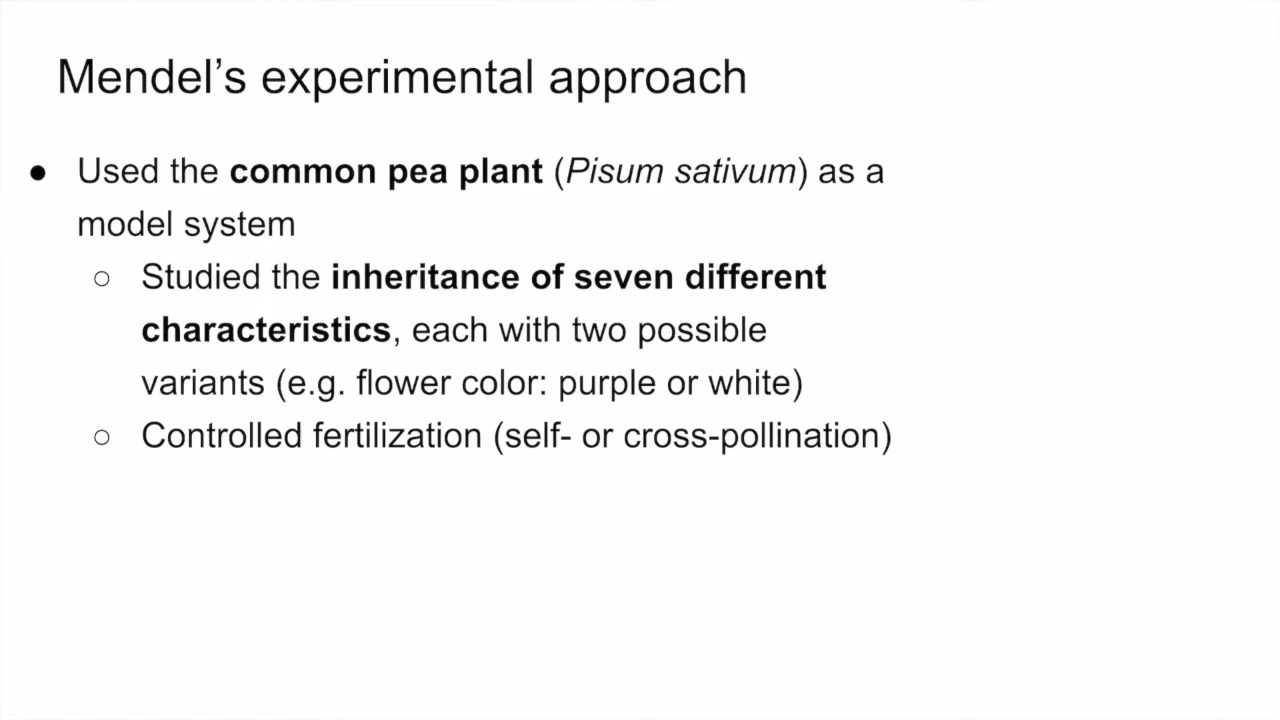 Mendel’s experimental approach
● Used the common pea plant (Pisum sativum) as a
model system
○ Studied the inheritance of seven different
characteristics, each with two possible
variants (e.g. flower color: purple or white)
○ Controlled fertilization (self- or cross-pollination)